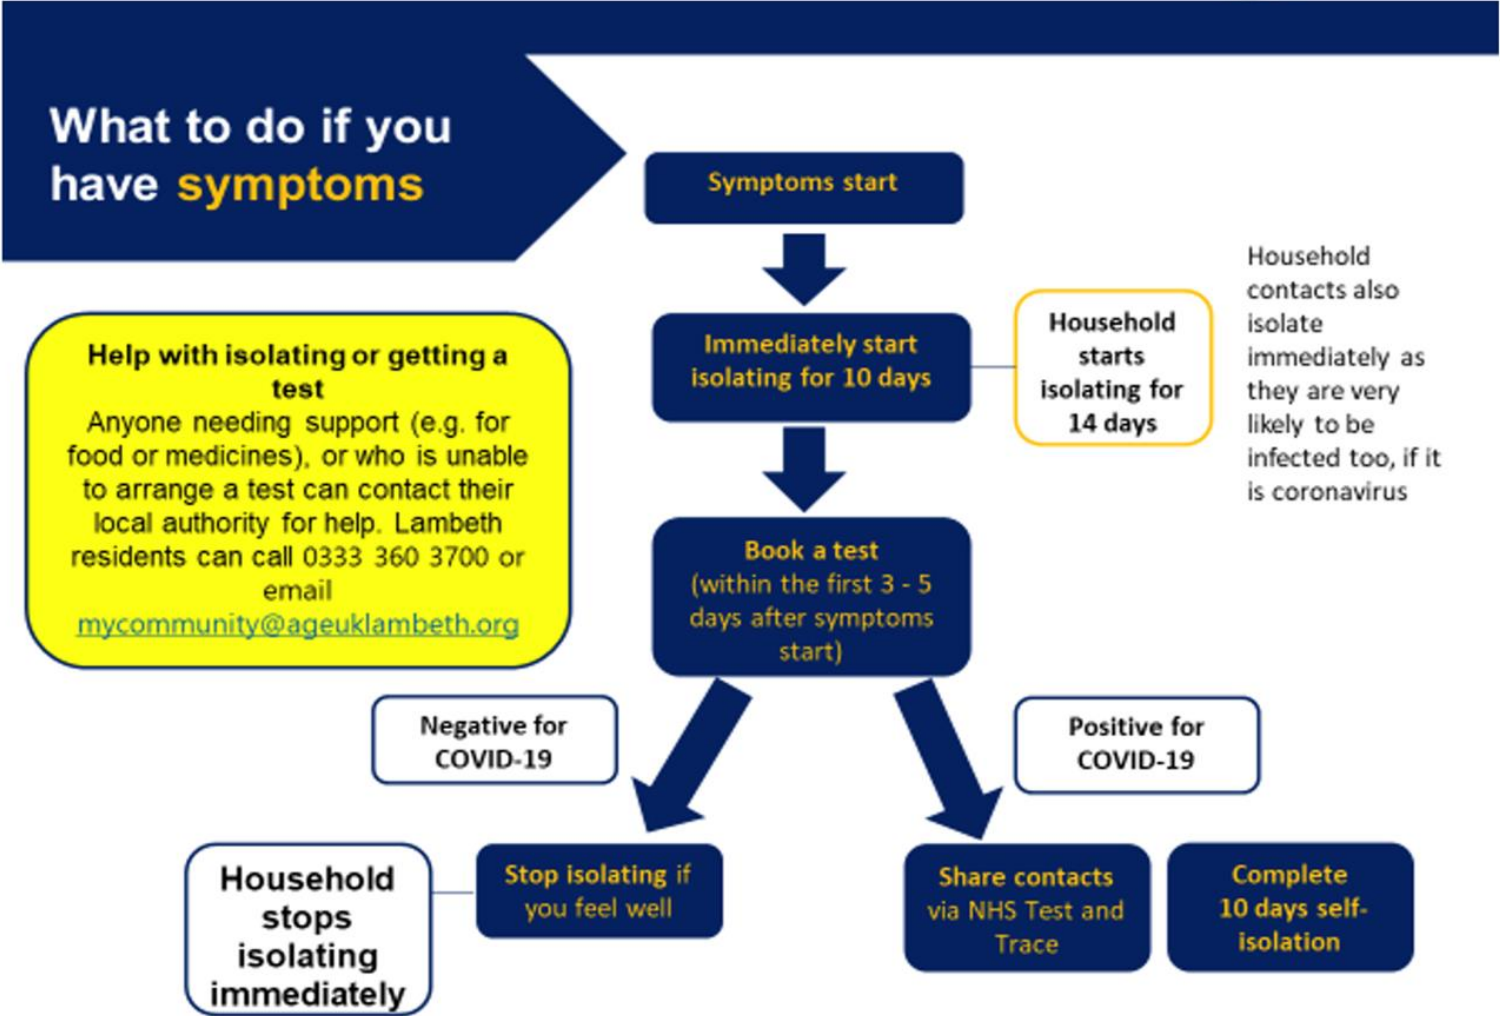 What to do if you
have symptoms
Symptoms start
Immediately start
isolating for 10 days
Household
starts
isolating for
14 days
Household
contacts also
isolate
immediately as
they are very
likely to be
infected too, if it
is coronavirus
Help with isolating or getting a
test
Anyone needing support (e.g. for
food or medicines), or who is unable
to arrange a test can contact their
local authority for help. Lambeth
residents can call 0333 360 3700 or
email
mycommunity@ageuklambeth.org
Book a test
(within the first 3 - 5
days after symptoms
start)
Negative for
COVID-19
Positive for
COVID-19
Household
stops
isolating
immediately
Stop isolating if
you feel well
Share contacts
via NHS Test and
Trace
Complete
10 days self-
isolation